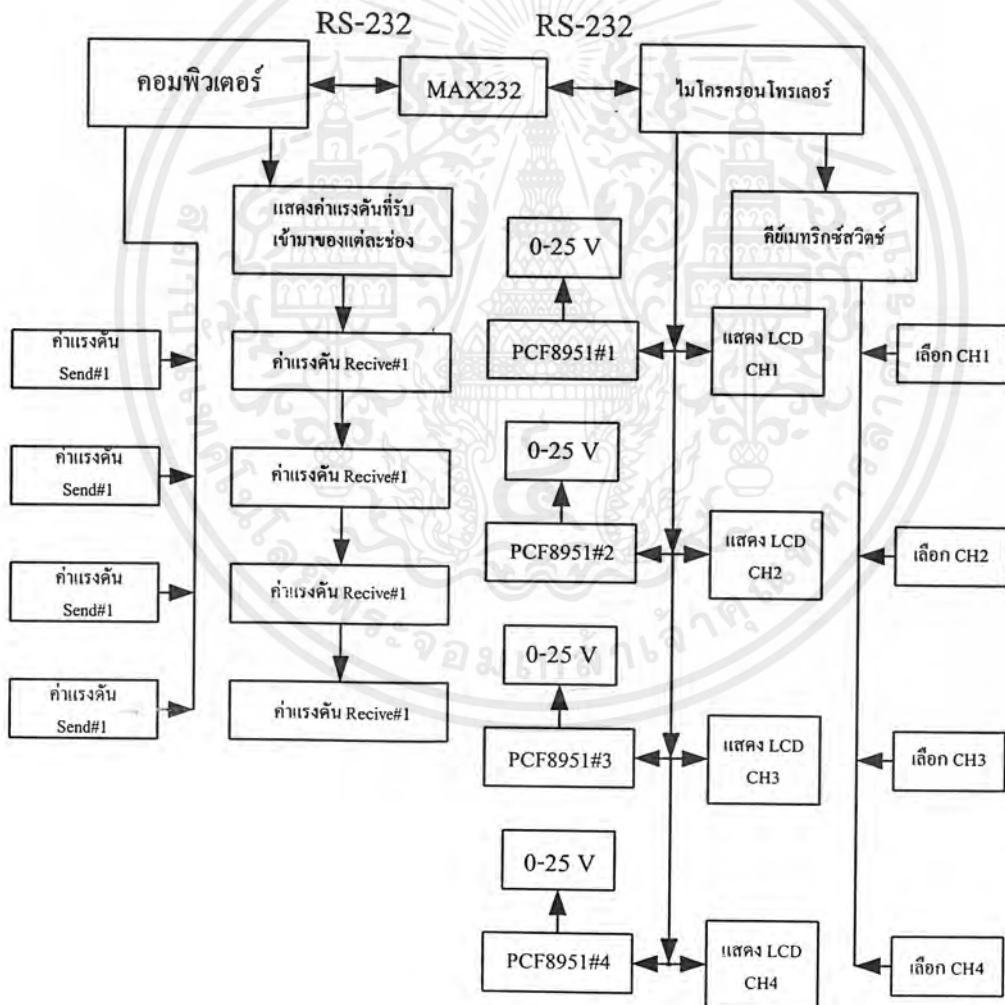 RS-232
RS-232
คอมพิวเตอร์
MAX232
ไมโครครอนโทรเลอร์
แสดงค่าแรงดันที่รับ
เข้ามาของแต่ละช่อง
คีย์เมทริกซ์สวิตช์
0-25 V
ค่าแรงดัน
Send#1
ค่าแรงดัน Recive#1
PCF8951#1
แสดง LCD
CH1
เลือก CH1
0-25 V
ค่าแรงดัน
Send#1
ค่าแรงดัน Recive#1
PCF8951#2
แสดง LCD
CH2
เลือก CH2
ค่าแรงดัน
Send#1
ค่าแรงดัน Recive#1
0-25 V
ค่าแรงดัน
Send#1
ค่าแรงดัน Recive#1
PCF8951#3
แสดง LCD
CH3
เลือก CH3
0-25 V
PCF8951#4
แสดง LCD
CH4
เลือก CH4